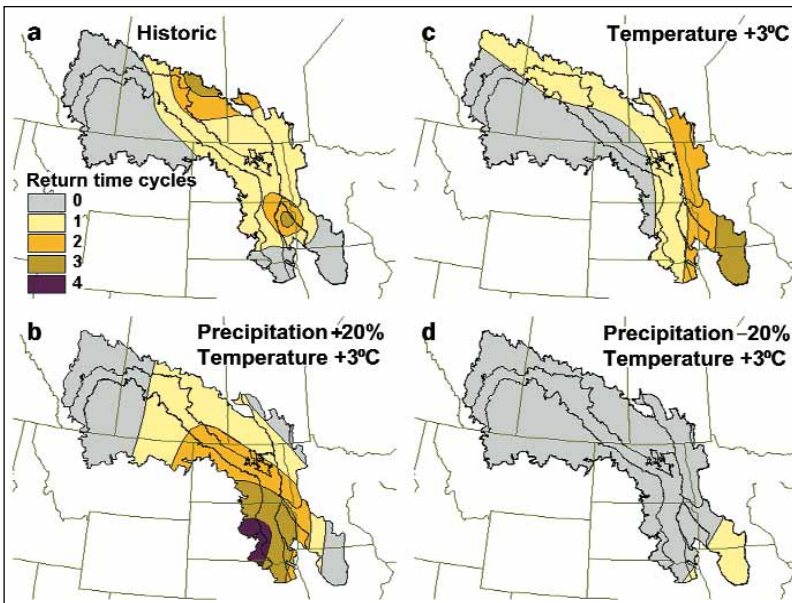 a Historic
Return time cycles
0
1
2
3
4
c Temperature +3ºC
b Precipitation +20%
Temperature +3ºC
d Precipitation –20%
Temperature +3ºC